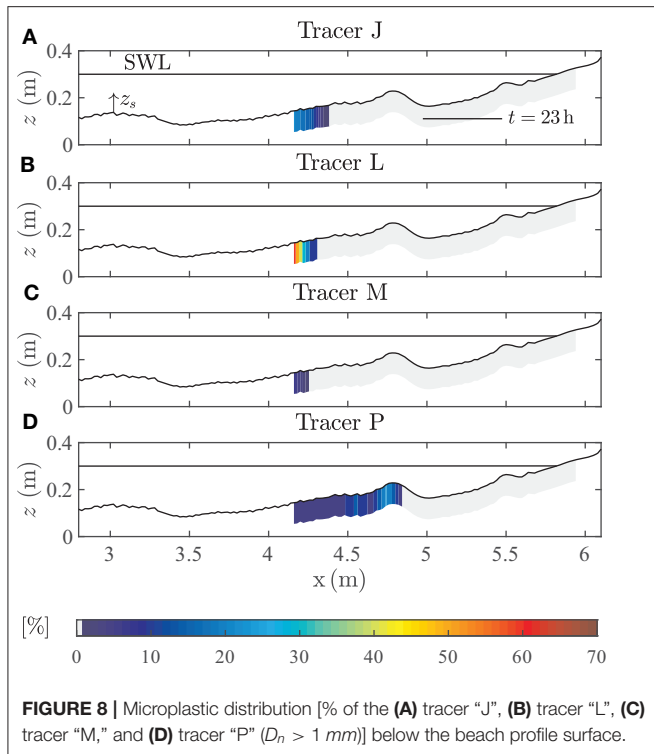 A
Tracer J
0.4
SWL
0.2
z_s
t = 23 h
0
z (m)
B
Tracer L
0.4
0.2
0
z (m)
C
Tracer M
0.4
0.2
0
z (m)
D
Tracer P
0.4
0.2
0
z (m)
3 3.5 4 4.5 5 5.5 6
x (m)
[%]
0 10 20 30 40 50 60 70
FIGURE 8 | Microplastic distribution [% of the (A) tracer “J”, (B) tracer “L”, (C)
tracer “M,” and (D) tracer “P” (D_n > 1 mm)] below the beach profile surface.